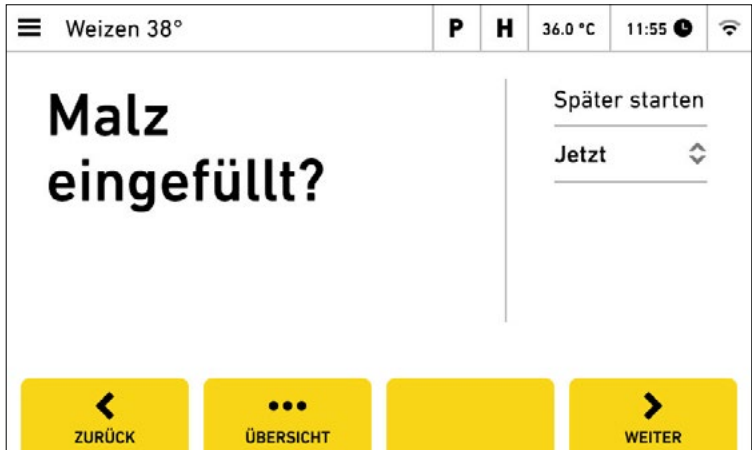 Weizen 38°
P
H
36.0 °C
11:55
Malz
eingefüllt?
Später starten
Jetzt
ZURÜCK
ÜBERSICHT
WEITER